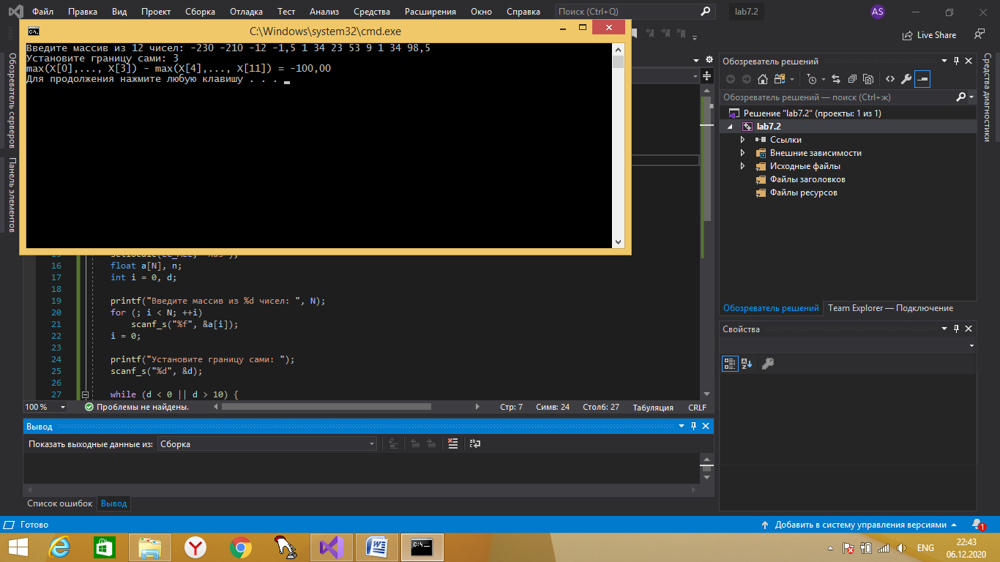 Файл Правка Вид Проект Сборка Отладка Тест Анализ Средства Расширения Окно Справка Поиск (Ctrl+Q) lab7.2 AS
Live Share
C:\Windows\system32\cmd.exe
Введите массив из 12 чисел: -230 -210 -12 -1,5 1 34 23 53 9 1 34 98,5
Установите границу сами: 3
max(X[0],..., X[3]) - max(X[4],..., X[11]) = -100,00
Для продолжения нажмите любую клавишу . . .
Обозреватель серверов
Панель элементов
16 float a[N], n;
17 int i = 0, d;
18
19 printf("Введите массив из %d чисел: ", N);
20 for (; i < N; ++i)
21 scanf_s("%f", &a[i]);
22 i = 0;
23
24 printf("Установите границу сами: ");
25 scanf_s("%d", &d);
26
27 while (d < 0 || d > 10) {
100 % Проблемы не найдены. Стр: 7 Симв: 24 Столб: 27 Табуляция CRLF
Вывод
Показать выходные данные из: Сборка
Список ошибок Вывод
Обозреватель решений
Обозреватель решений — поиск (Ctrl+ж)
Решение "lab7.2" (проекты: 1 из 1)
lab7.2
Ссылки
Внешние зависимости
Исходные файлы
Файлы заголовков
Файлы ресурсов
Обозреватель решений Team Explorer — Подключение
Свойства
Средства диагностики
Готово Добавить в систему управления версиями 1
ENG 22:43
06.12.2020